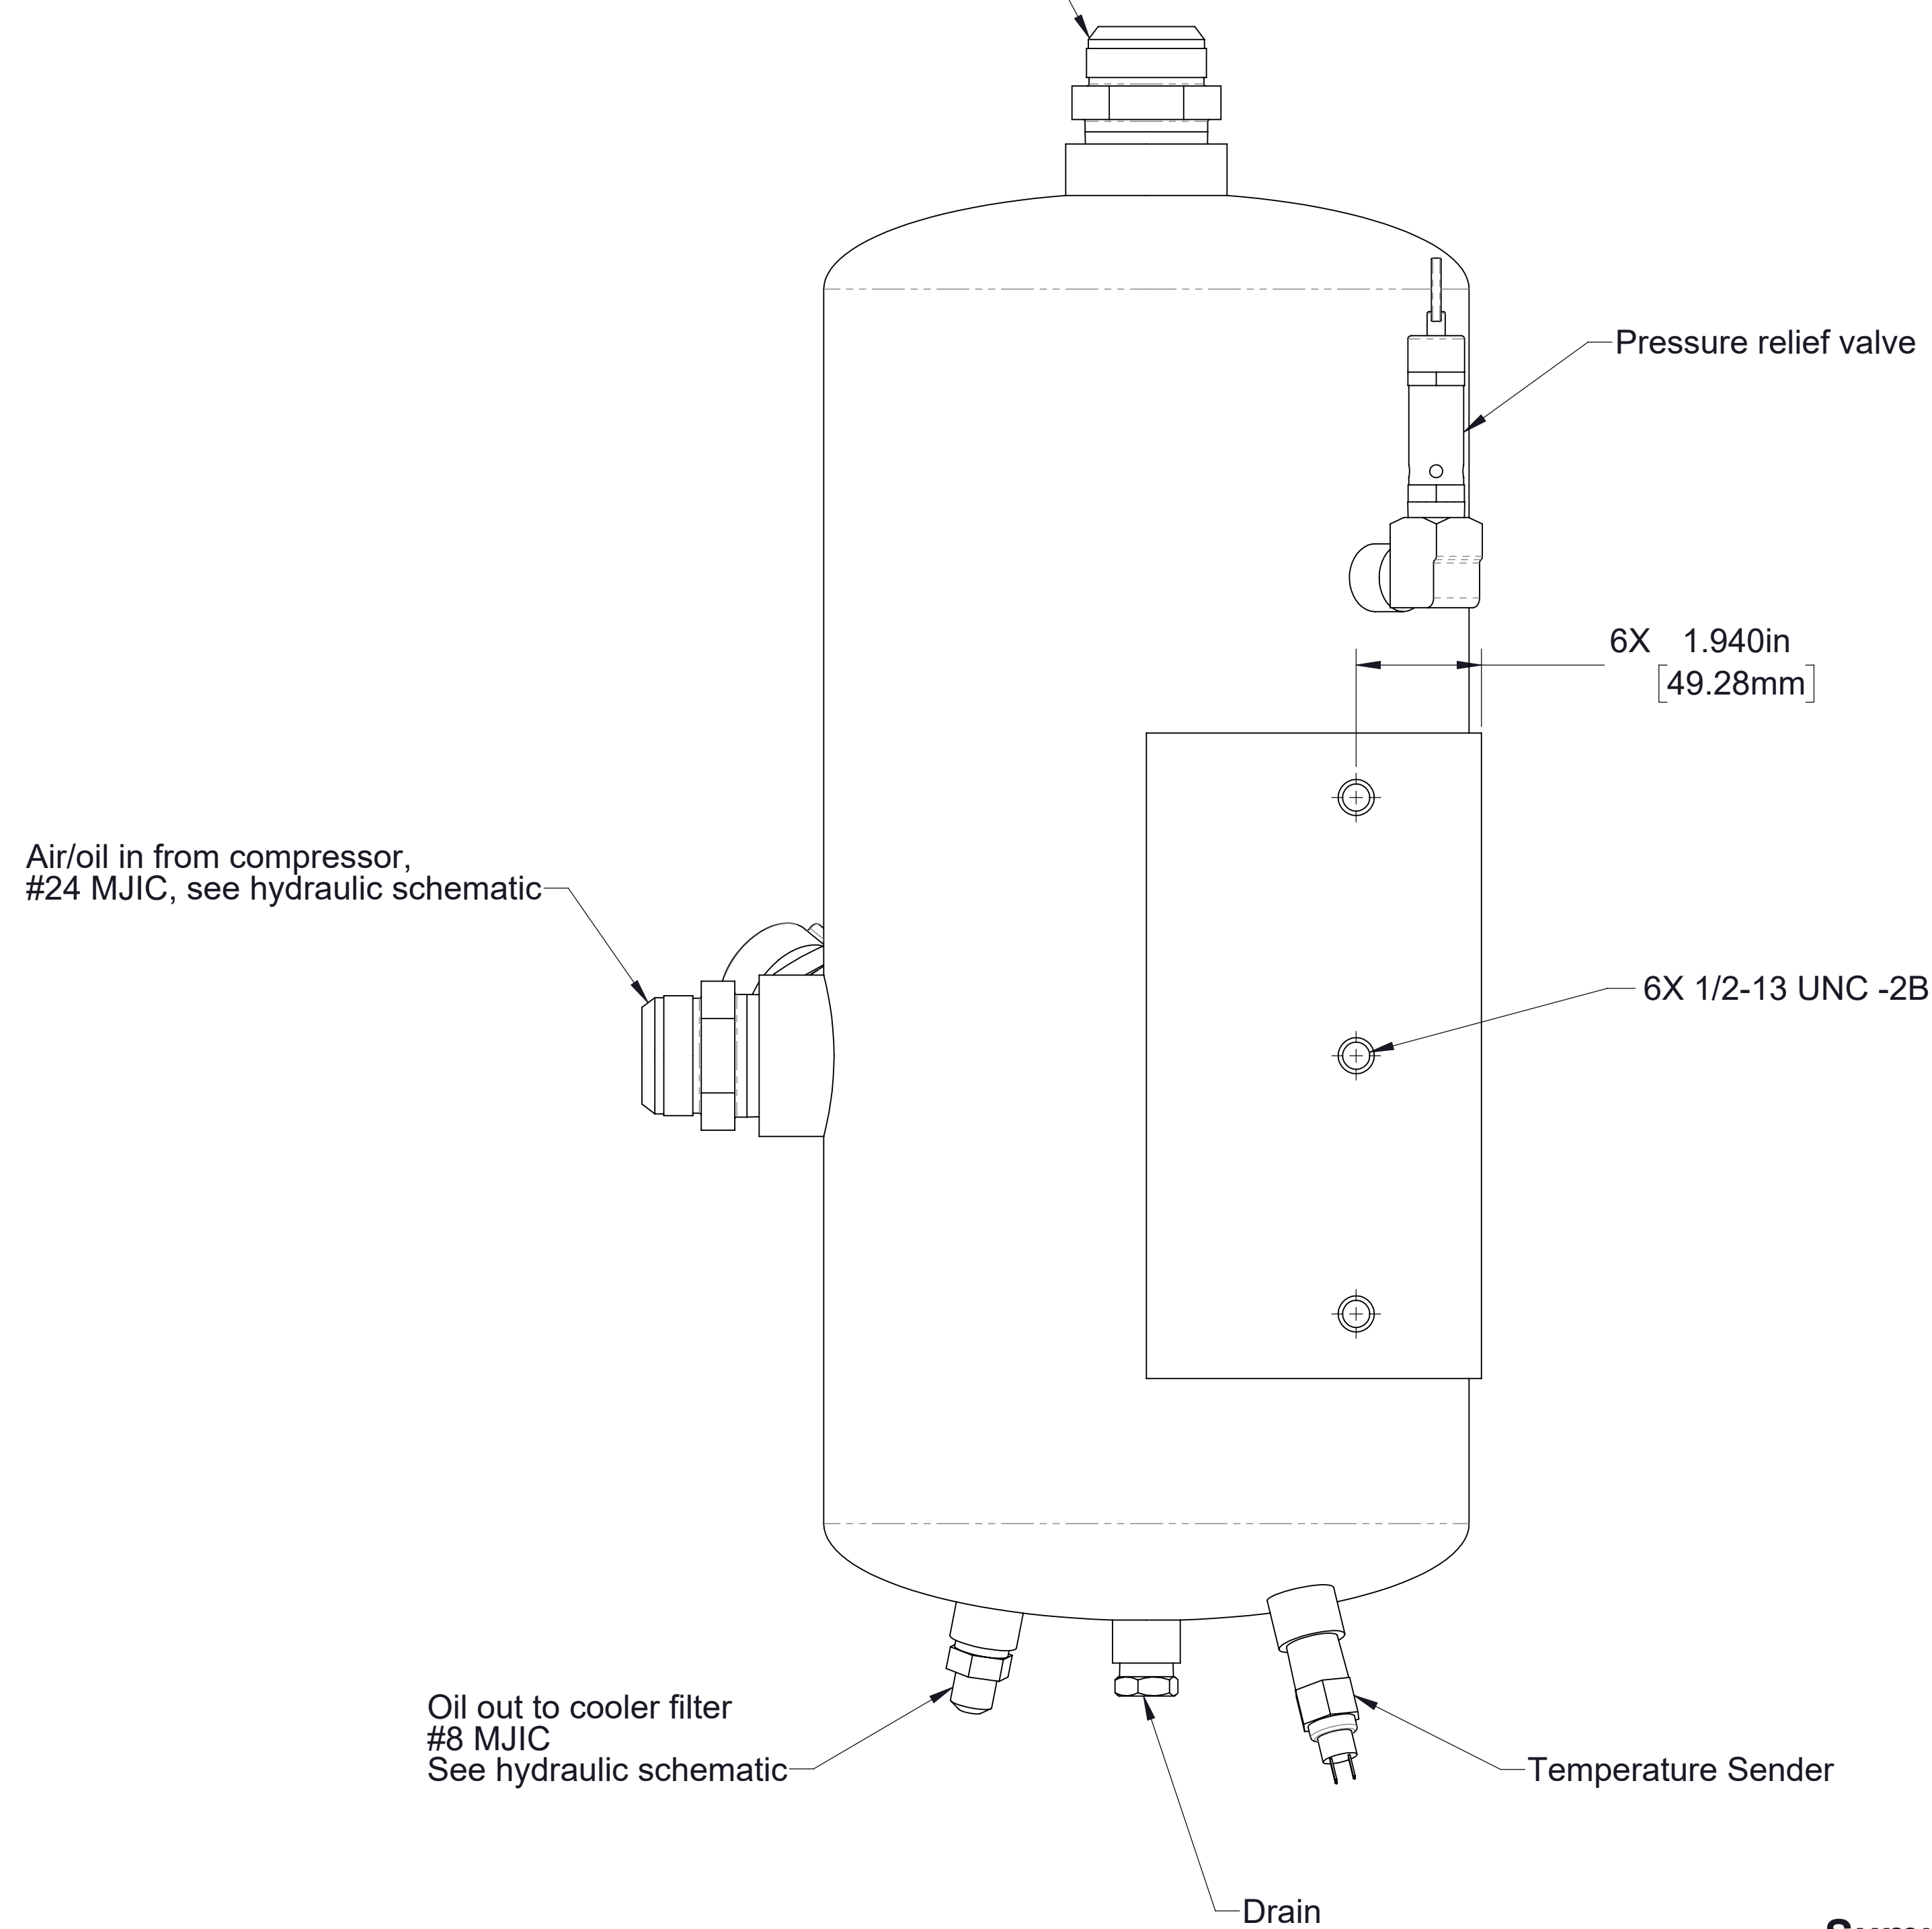 Pressure relief valve
6X 1.940in
[49.28mm]
Air/oil in from compressor,
#24 MJIC, see hydraulic schematic
6X 1/2-13 UNC -2B
Oil out to cooler filter
#8 MJIC
See hydraulic schematic
Temperature Sender
Drain